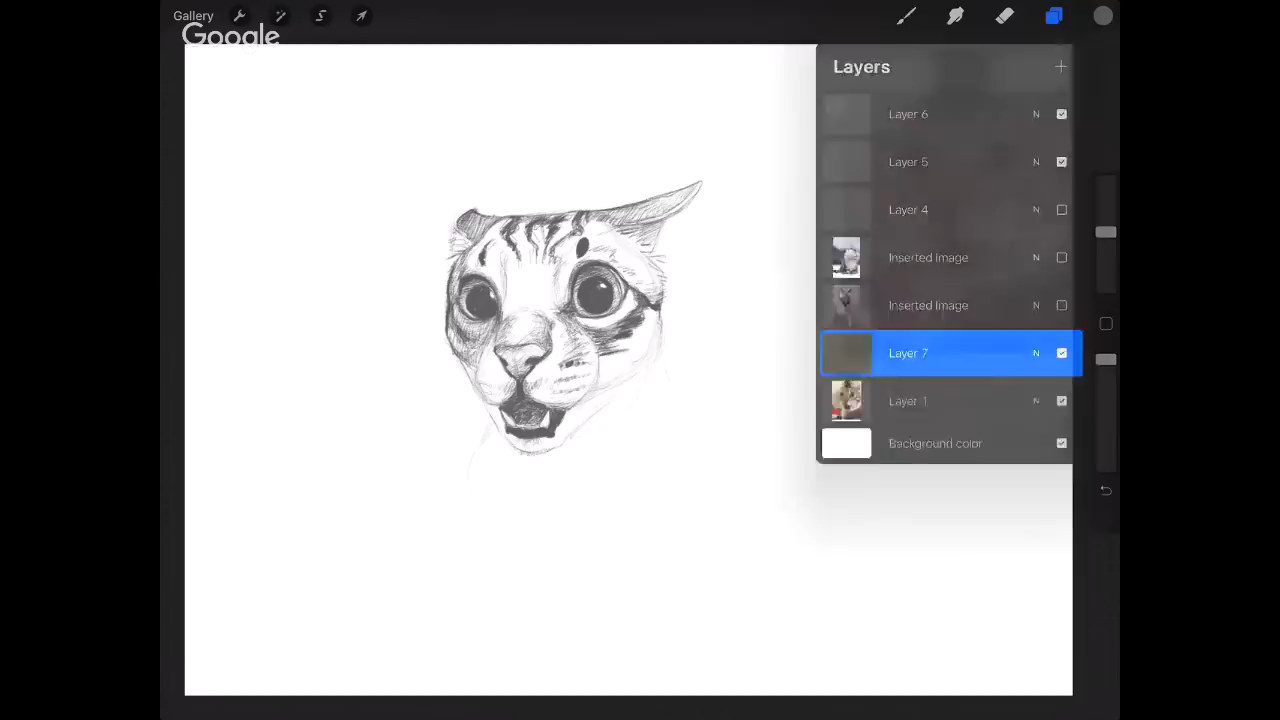 Gallery
Google
Layers
Layer 6 N
Layer 5 N
Layer 4 N
Inserted Image N
Inserted Image N
Layer 7 N
Layer 1 N
Background color